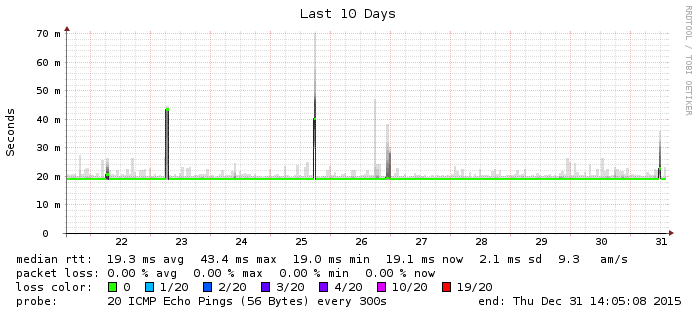 Last 10 Days
RRDTOOL / TOBI OETIKER
Seconds
70 m
60 m
50 m
40 m
30 m
20 m
10 m
0
22 23 24 25 26 27 28 29 30 31
median rtt: 19.3 ms avg 43.4 ms max 19.0 ms min 19.1 ms now 2.1 ms sd 9.3 am/s
packet loss: 0.00 % avg 0.00 % max 0.00 % min 0.00 % now
loss color: 0 1/20 2/20 3/20 4/20 10/20 19/20
probe: 20 ICMP Echo Pings (56 Bytes) every 300s end: Thu Dec 31 14:05:08 2015